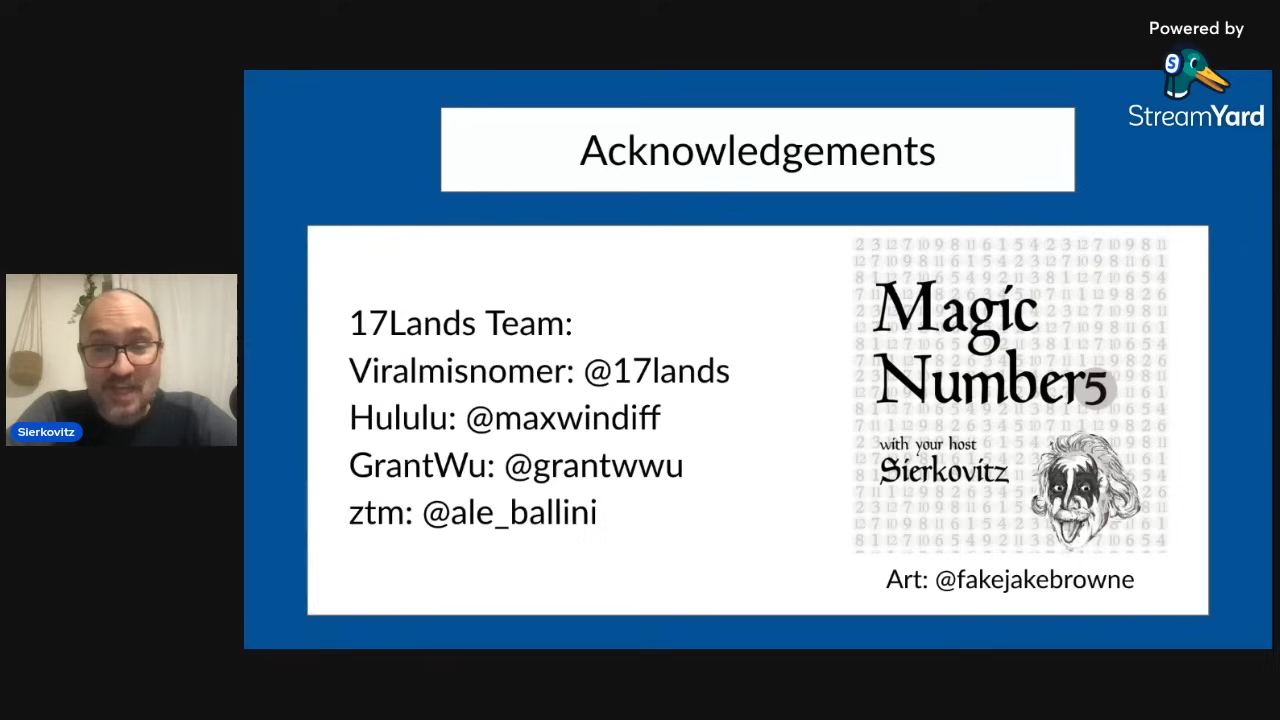 Powered by
S
StreamYard
Acknowledgements
17Lands Team:
Viralmisnomer: @17lands
Hululu: @maxwindiff
GrantWu: @grantwwu
ztm: @ale_ballini
Magic
Number5
with your host
Sierkovitz
Art: @fakejakebrowne
Sierkovitz